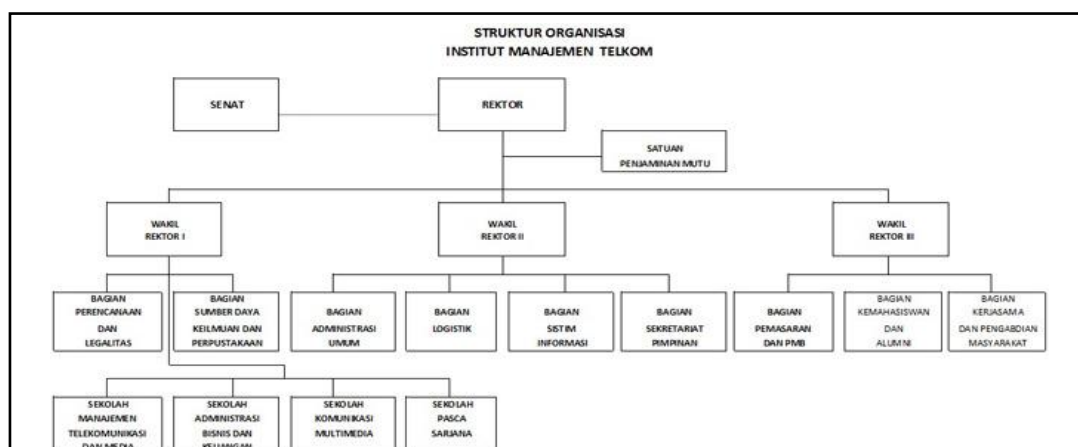 STRUKTUR ORGANISASI
INSTITUT MANAJEMEN TELKOM
SENAT
REKTOR
SATUAN
PENJAMINAN MUTU
WAKIL
REKTOR I
WAKIL
REKTOR II
WAKIL
REKTOR III
BAGIAN
PERENCANAAN
DAN
LEGALITAS
BAGIAN
SUMBER DAYA
KEILMUAN DAN
PERPUSTAKAAN
BAGIAN
ADMINISTRASI
UMUM
BAGIAN
LOGISTIK
BAGIAN
SISTIM
INFORMASI
BAGIAN
SEKRETARIAT
PIMPINAN
BAGIAN
PEMASARAN
DAN PMB
BAGIAN
KEMAHASISWAN
DAN
ALUMNI
BAGIAN
KERJASAMA
DAN PENGABDIAN
MASYARAKAT
SEKOLAH
MANAJEMEN
TELEKOMUNIKASI
DAN MEDIA
SEKOLAH
ADMINISTRASI
BISNIS DAN
KEUANGAN
SEKOLAH
KOMUNIKASI
MULTIMEDIA
SEKOLAH
PASCA
SARJANA